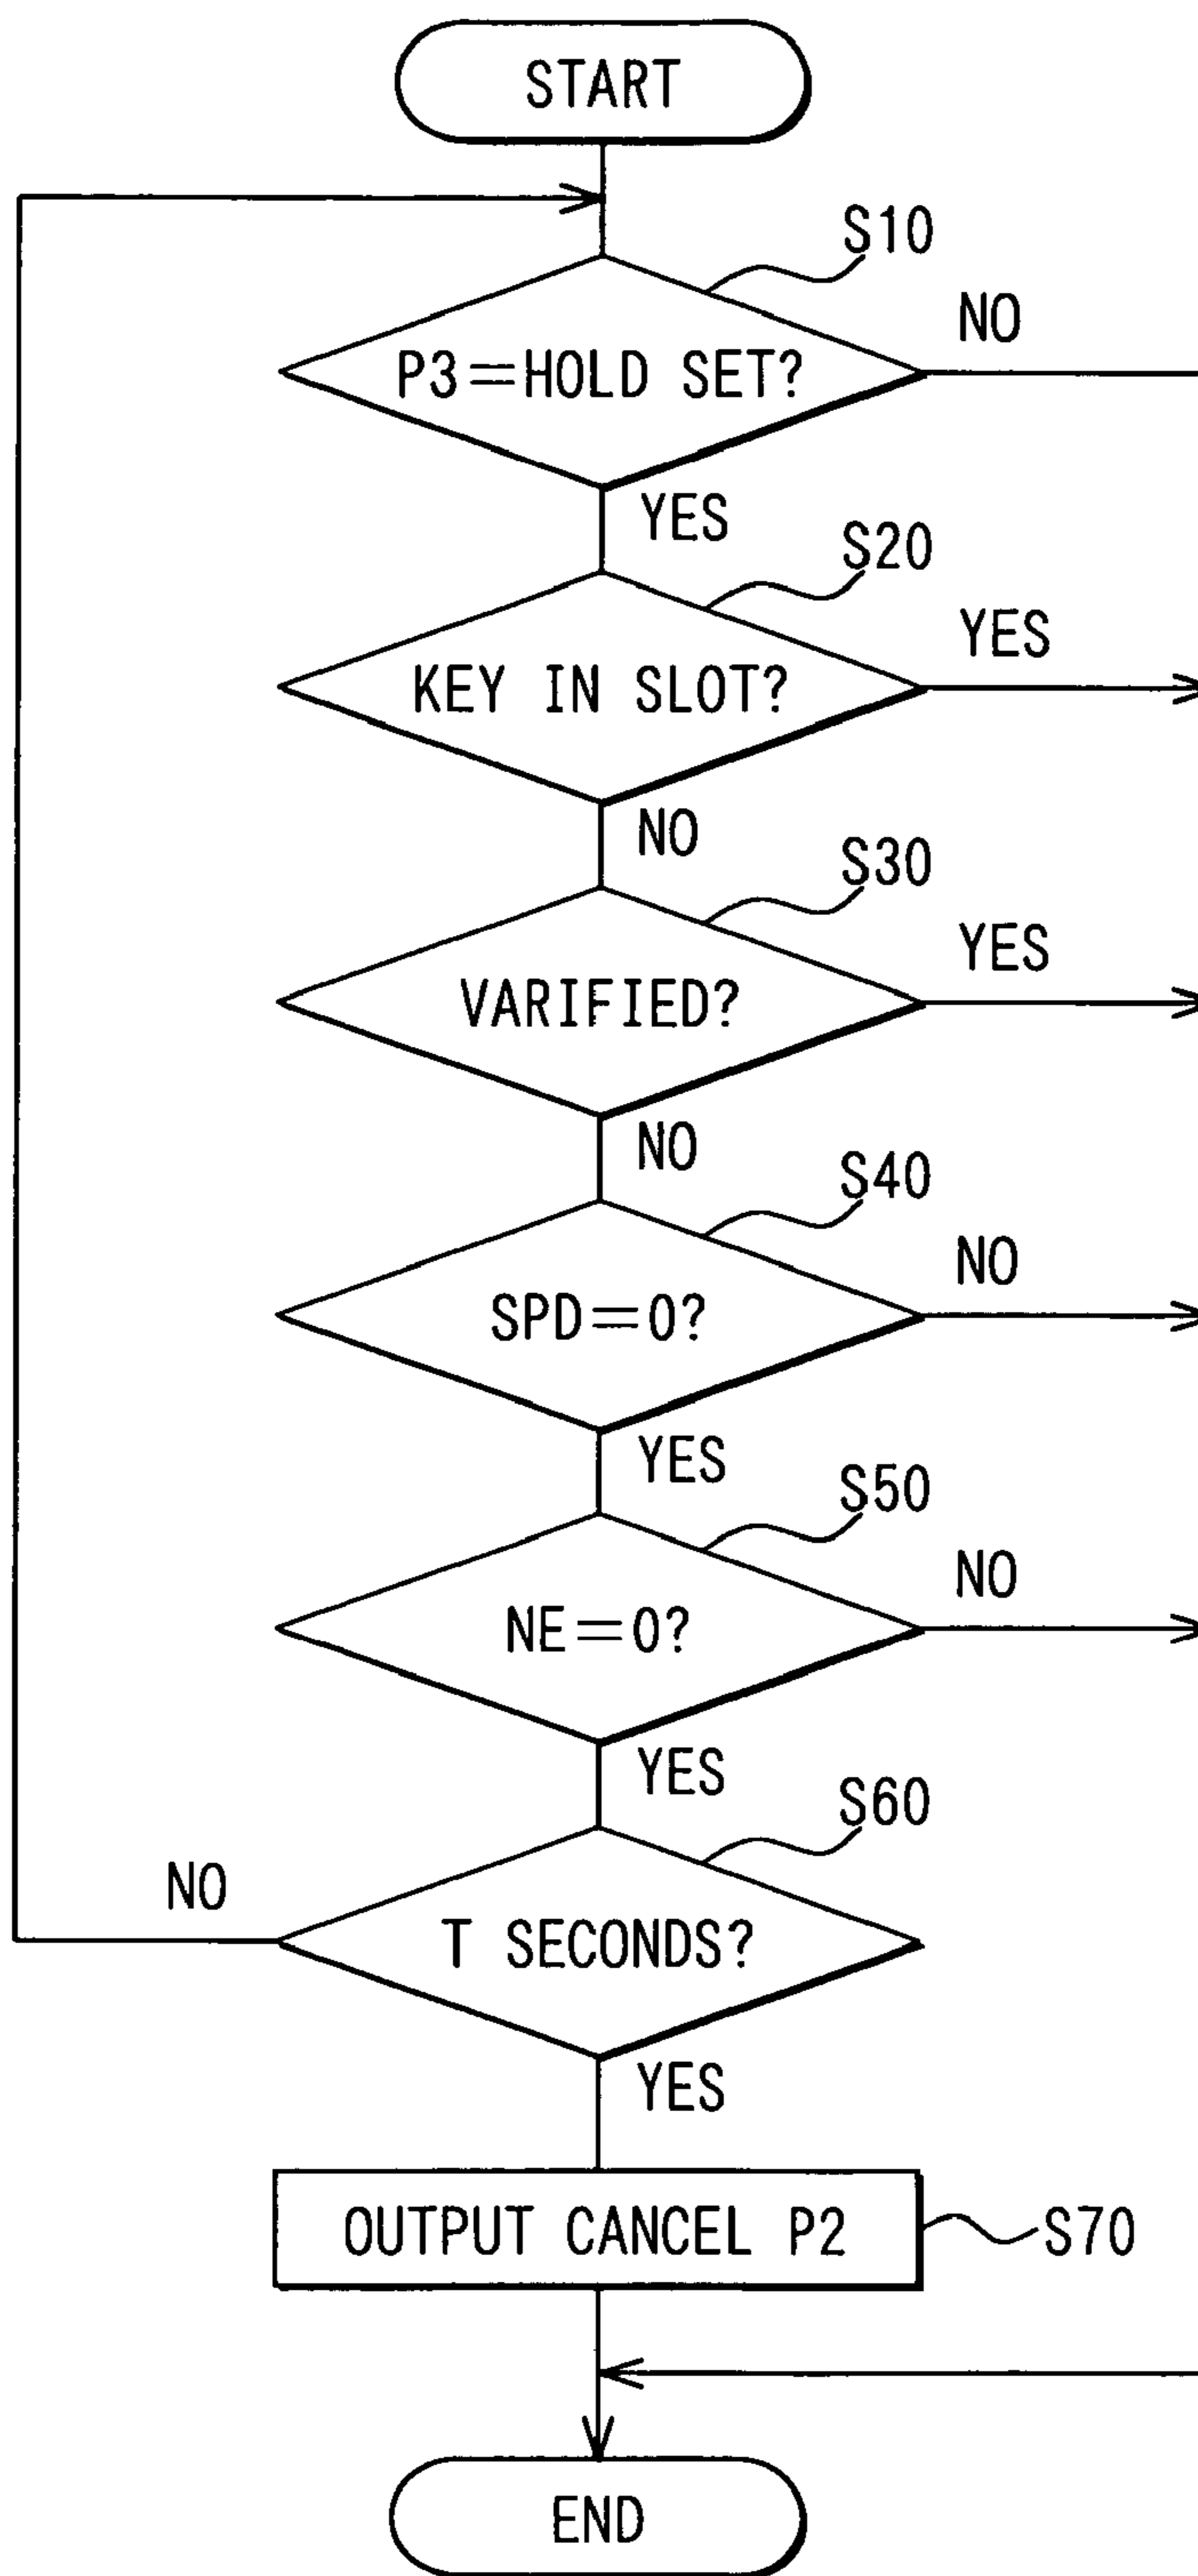 START
S10
NO
P3=HOLD SET?
YES
S20
YES
KEY IN SLOT?
NO
S30
YES
VARIFIED?
NO
S40
NO
SPD=0?
YES
S50
NO
NE=0?
YES
S60
NO
T SECONDS?
YES
OUTPUT CANCEL P2
S70
END